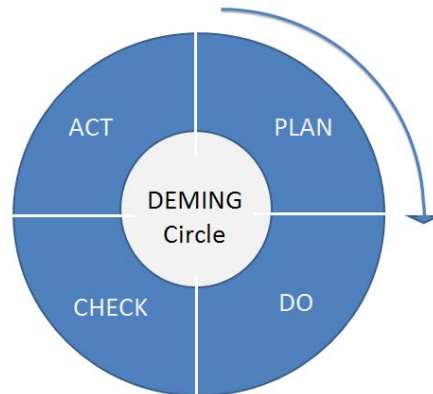 ACT
PLAN
DEMING
Circle
CHECK
DO